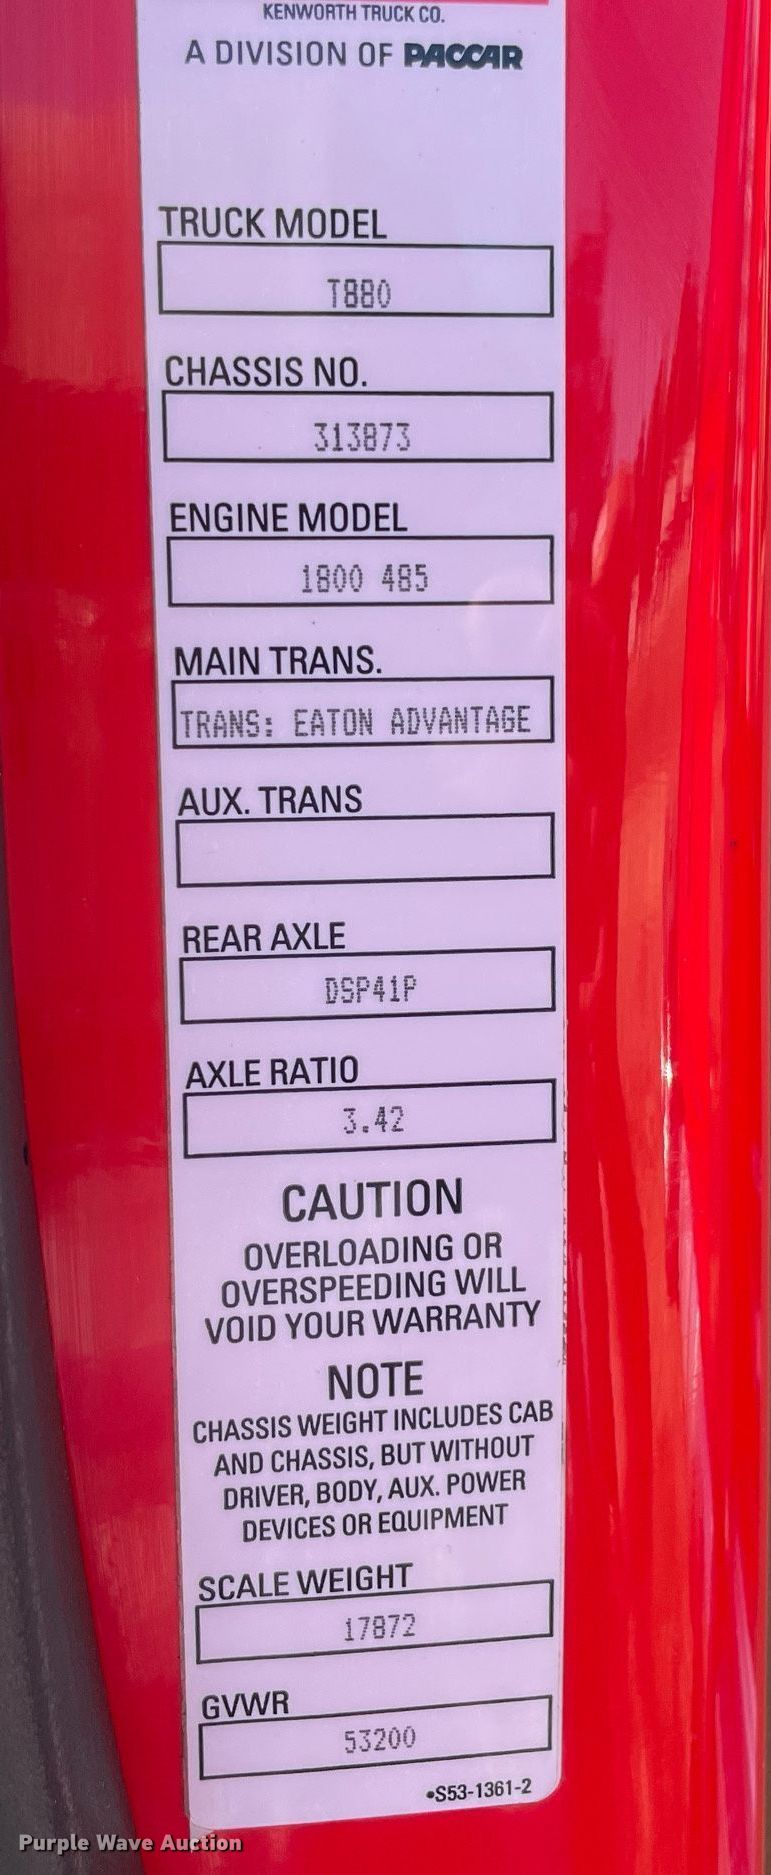 KENWORTH TRUCK CO.
A DIVISION OF PACCAR
TRUCK MODEL
T880
CHASSIS NO.
313873
ENGINE MODEL
1800 485
MAIN TRANS.
TRANS: EATON ADVANTAGE
AUX. TRANS
REAR AXLE
DSP41P
AXLE RATIO
3.42
CAUTION
OVERLOADING OR
OVERSPEEDING WILL
VOID YOUR WARRANTY
NOTE
CHASSIS WEIGHT INCLUDES CAB
AND CHASSIS, BUT WITHOUT
DRIVER, BODY, AUX. POWER
DEVICES OR EQUIPMENT
SCALE WEIGHT
17872
GVWR
53200
•S53-1361-2
Purple Wave Auction